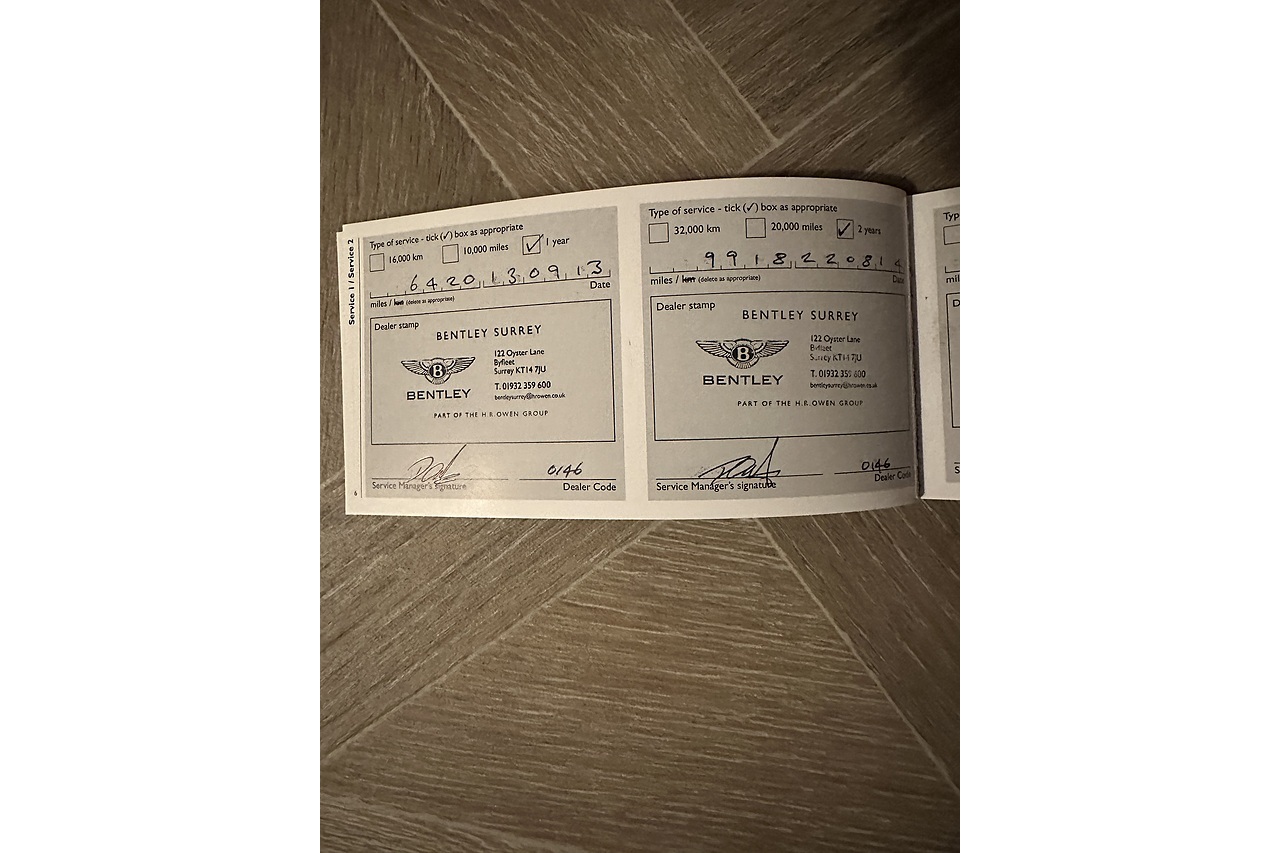 Service 1 / Service 2
Type of service - tick (✓) box as appropriate
16,000 km 10,000 miles ✓ 1 year
6420 130913
miles / km (delete as appropriate) Date
Dealer stamp
BENTLEY SURREY
122 Oyster Lane
Byfleet
Surrey KT14 7JU
B
T. 01932 359 600
BENTLEY
bentleysurrey@hrowen.co.uk
PART OF THE H.R. OWEN GROUP
0146
Service Manager's signature Dealer Code
6
Type of service - tick (✓) box as appropriate
32,000 km 20,000 miles ✓ 2 years
9918 220814
miles / km (delete as appropriate) Date
Dealer stamp
BENTLEY SURREY
122 Oyster Lane
Byfleet
Surrey KT14 7JU
B
T. 01932 359 600
BENTLEY
bentleysurrey@hrowen.co.uk
PART OF THE H.R. OWEN GROUP
0146
Service Manager's signature Dealer Code